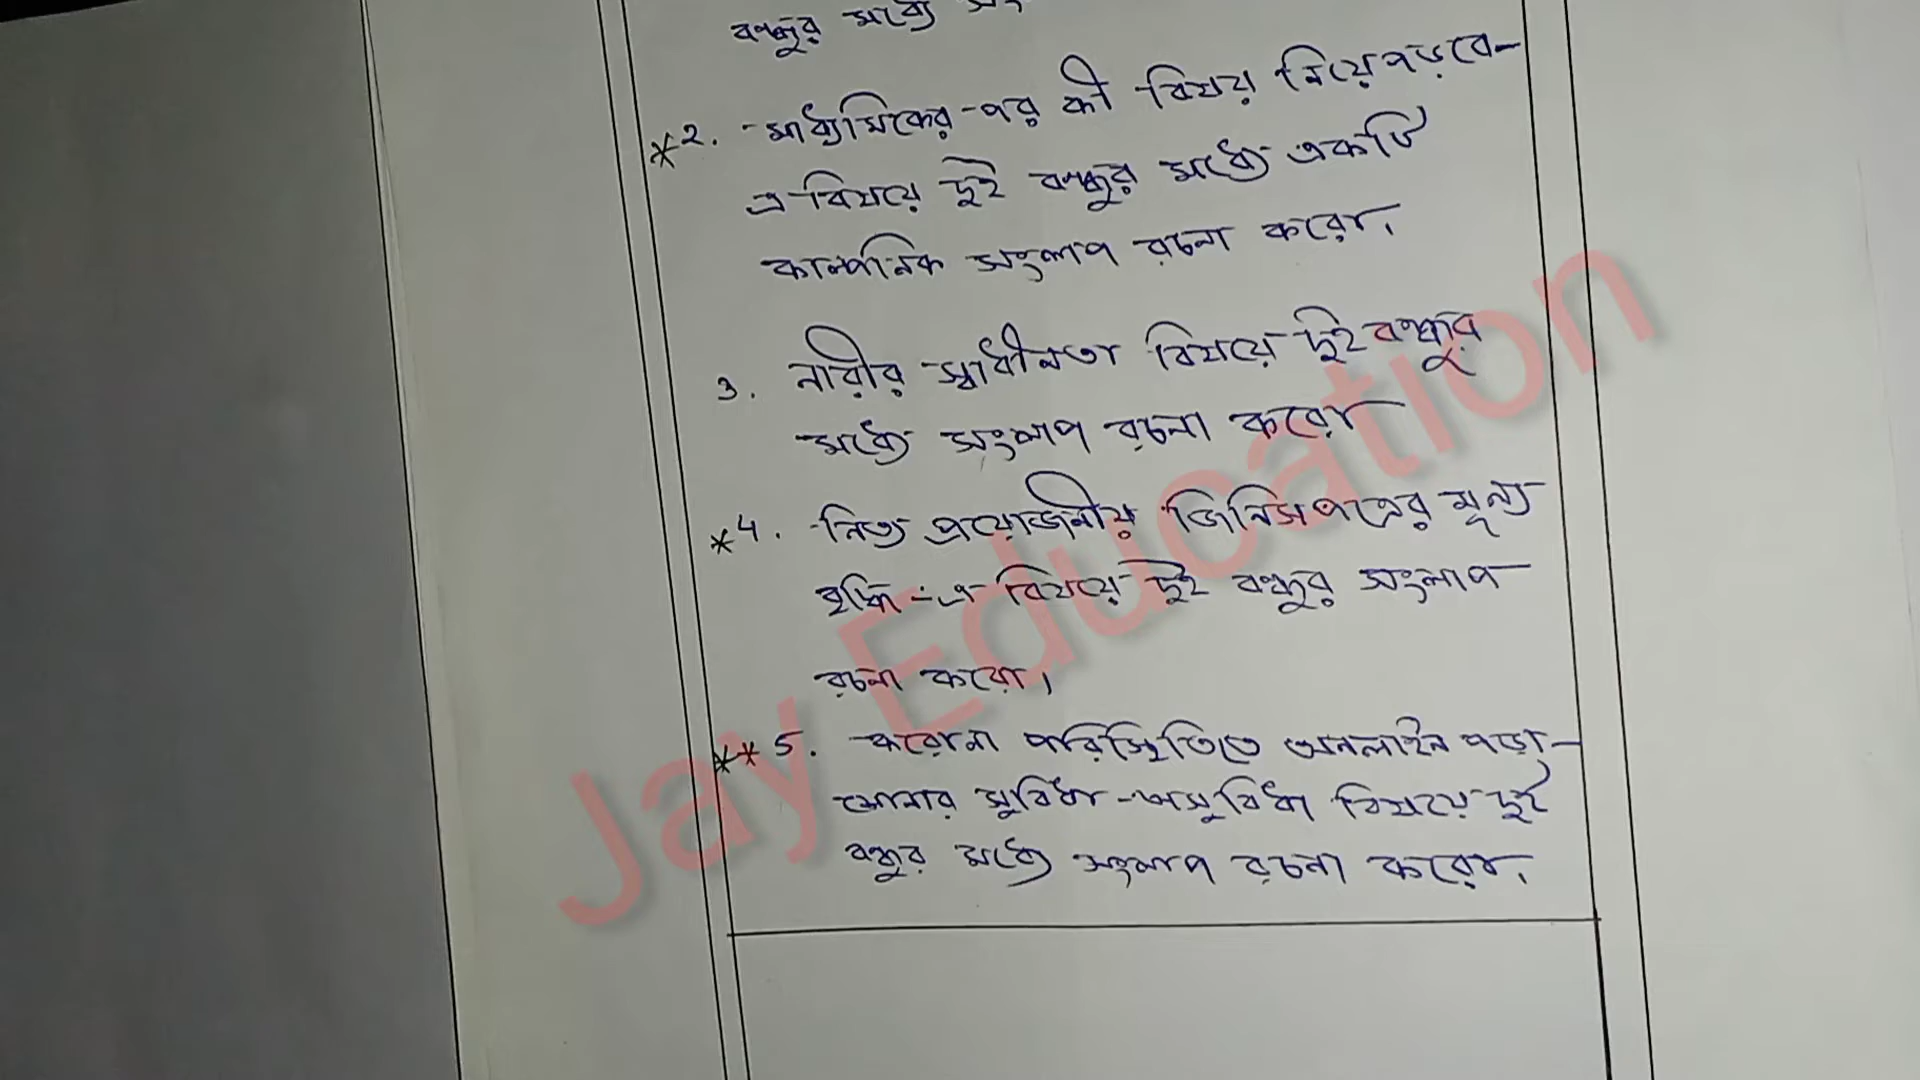 বন্ধুর মধ্যে
*2. মাধ্যমিকের পর কী বিষয় নিয়ে পড়বে-
এ বিষয়ে দুই বন্ধুর মধ্যে একটি
কাল্পনিক সংলাপ রচনা করো।
3. নারীর স্বাধীনতা বিষয়ে দুই বন্ধুর
মধ্যে সংলাপ রচনা করো
*4. নিত্য প্রয়োজনীয় জিনিসপত্রের মূল্য
বৃদ্ধি - এ বিষয়ে দুই বন্ধুর সংলাপ
রচনা করো।
**5. করোনা পরিস্থিতিতে অনলাইন পড়া-
শোনার সুবিধা-অসুবিধা বিষয়ে দুই
বন্ধুর মধ্যে সংলাপ রচনা করো।
Jay Education